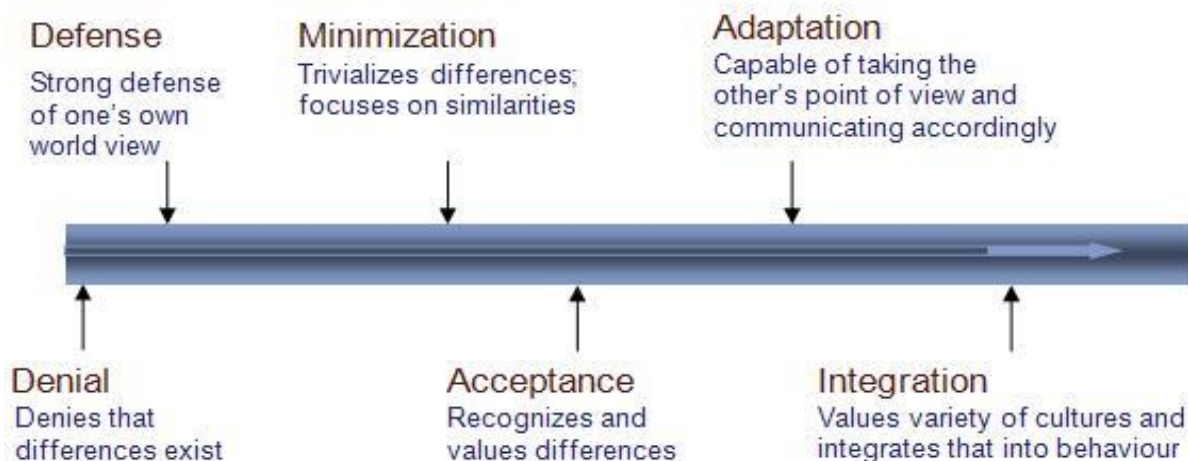 Defense
Strong defense
of one's own
world view
Minimization
Trivializes differences;
focuses on similarities
Adaptation
Capable of taking the
other's point of view and
communicating accordingly
Denial
Denies that
differences exist
Acceptance
Recognizes and
values differences
Integration
Values variety of cultures and
integrates that into behaviour